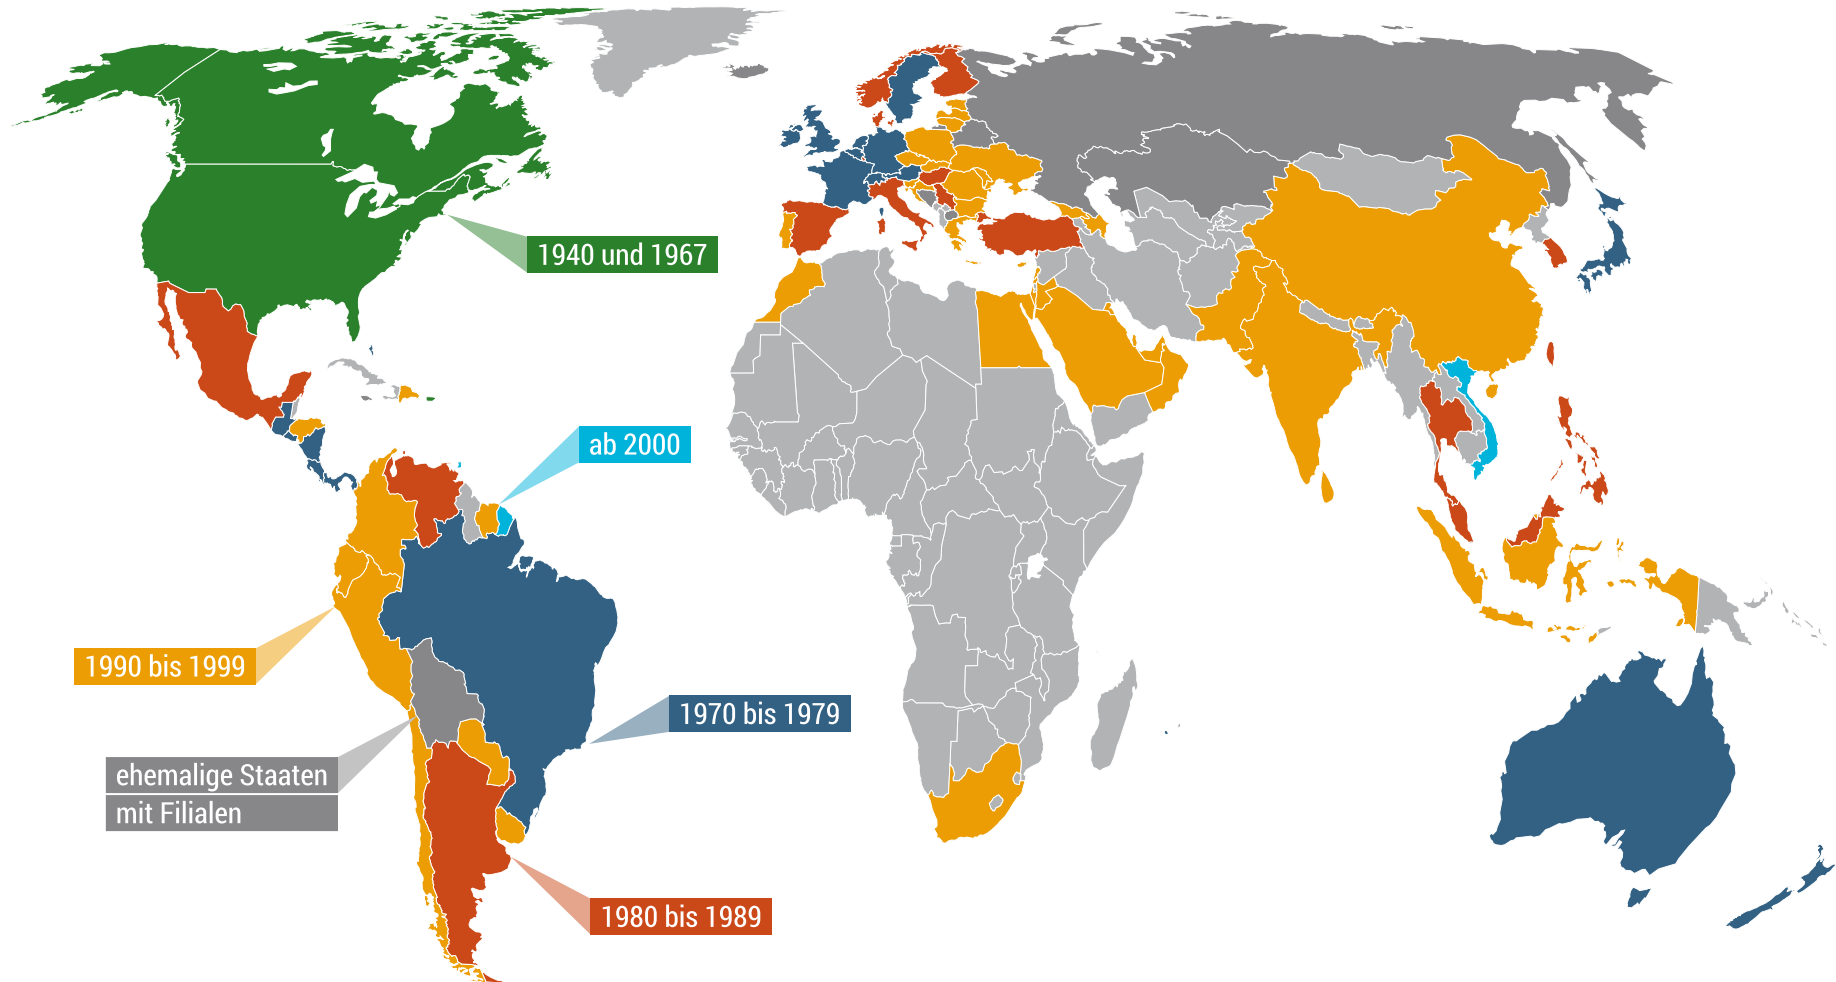 1940 und 1967
ab 2000
1990 bis 1999
1970 bis 1979
ehemalige Staaten
mit Filialen
1980 bis 1989